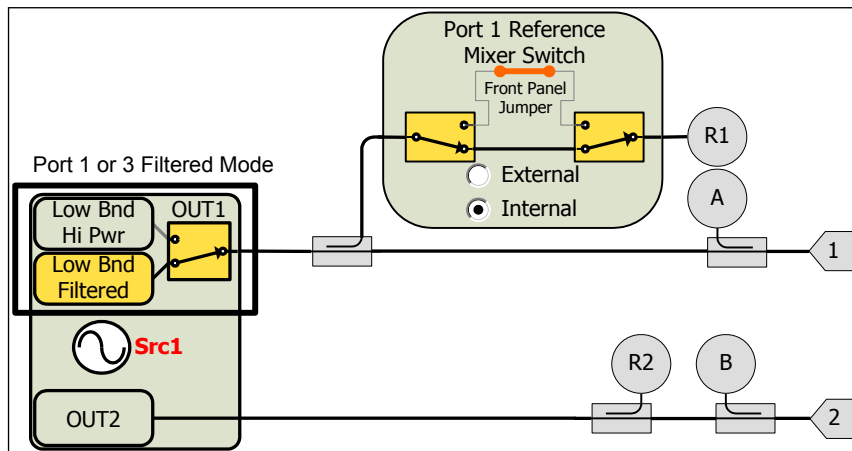 Port 1 Reference
Mixer Switch
Front Panel
Jumper
R1
External
Internal
A
Port 1 or 3 Filtered Mode
Low Bnd
Hi Pwr
OUT1
Low Bnd
Filtered
1
Src1
R2
B
OUT2
2